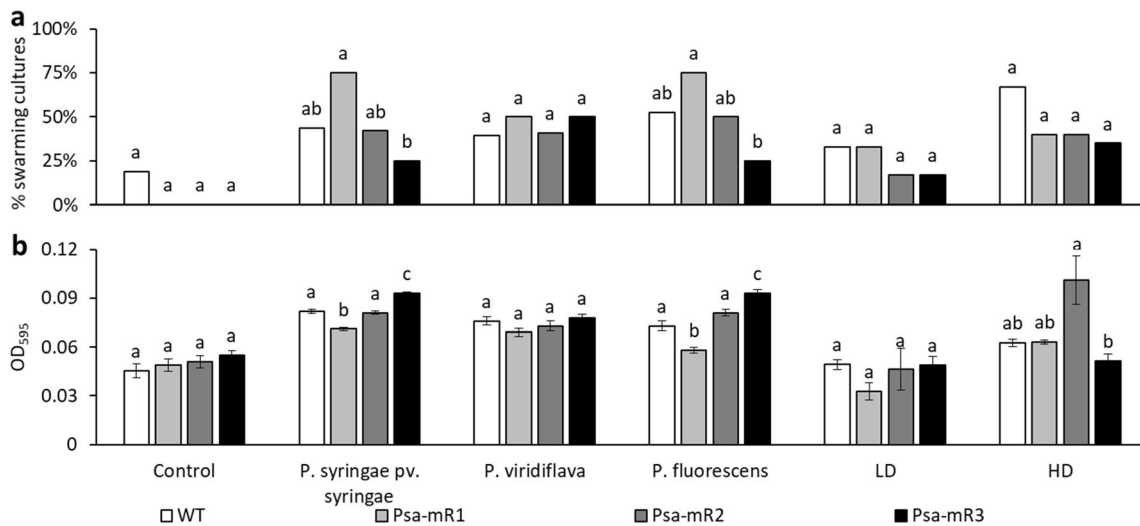 a
100%
75%
50%
25%
0%
% swarming cultures
a
a a a
ab a ab b
a a a a
ab a ab b
a a a a
a a a a
b
0.12
0.09
0.06
0.03
0
OD595
a a a a
a b a c
a a a a
a b a c
a a a a
ab ab a b
Control
P. syringae pv.
syringae
P. viridiflava
P. fluorescens
LD
HD
WT
Psa-mR1
Psa-mR2
Psa-mR3